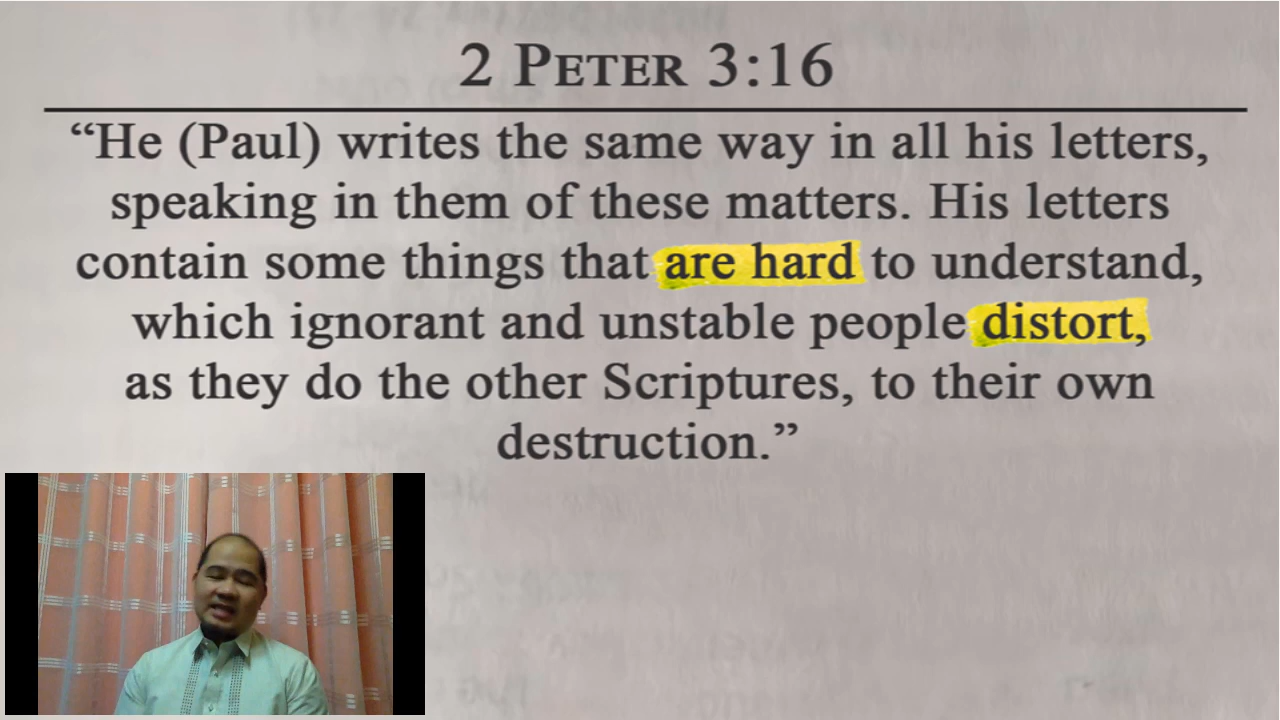 2 PETER 3:16
“He (Paul) writes the same way in all his letters,
speaking in them of these matters. His letters
contain some things that are hard to understand,
which ignorant and unstable people distort,
as they do the other Scriptures, to their own
destruction.”